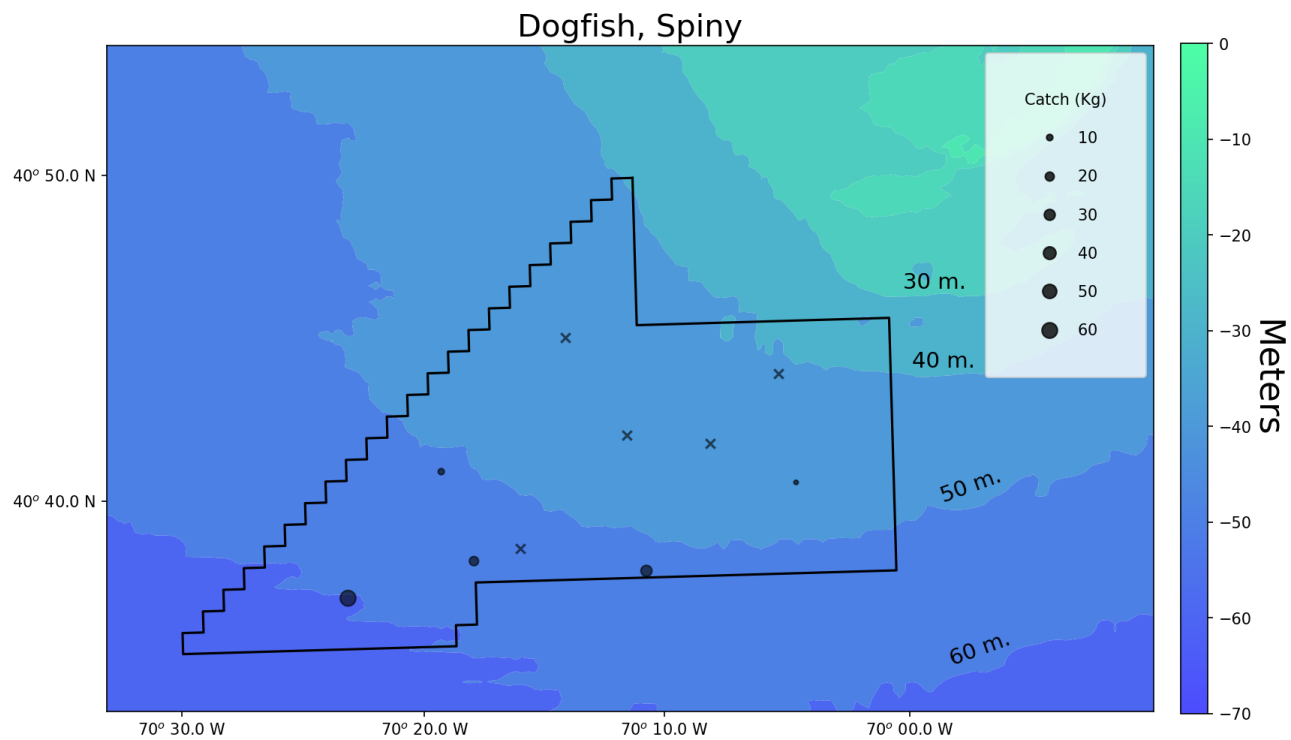 Dogfish, Spiny
Catch (Kg)
10
20
30
40
50
60
40° 50.0 N
40° 40.0 N
30 m.
40 m.
50 m.
60 m.
70° 30.0 W
70° 20.0 W
70° 10.0 W
70° 00.0 W
0
−10
−20
−30
−40
−50
−60
−70
Meters